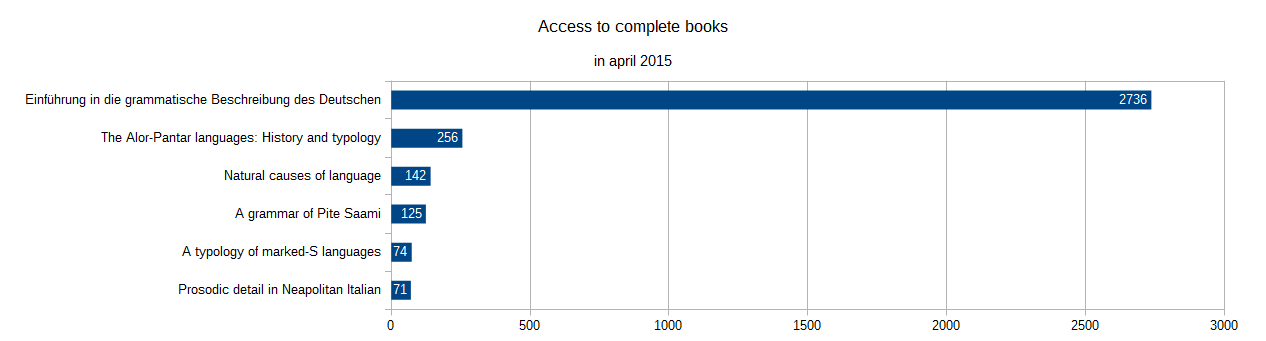 Access to complete books
in april 2015
Einführung in die grammatische Beschreibung des Deutschen 2736
The Alor-Pantar languages: History and typology 256
Natural causes of language 142
A grammar of Pite Saami 125
A typology of marked-S languages 74
Prosodic detail in Neapolitan Italian 71
0 500 1000 1500 2000 2500 3000